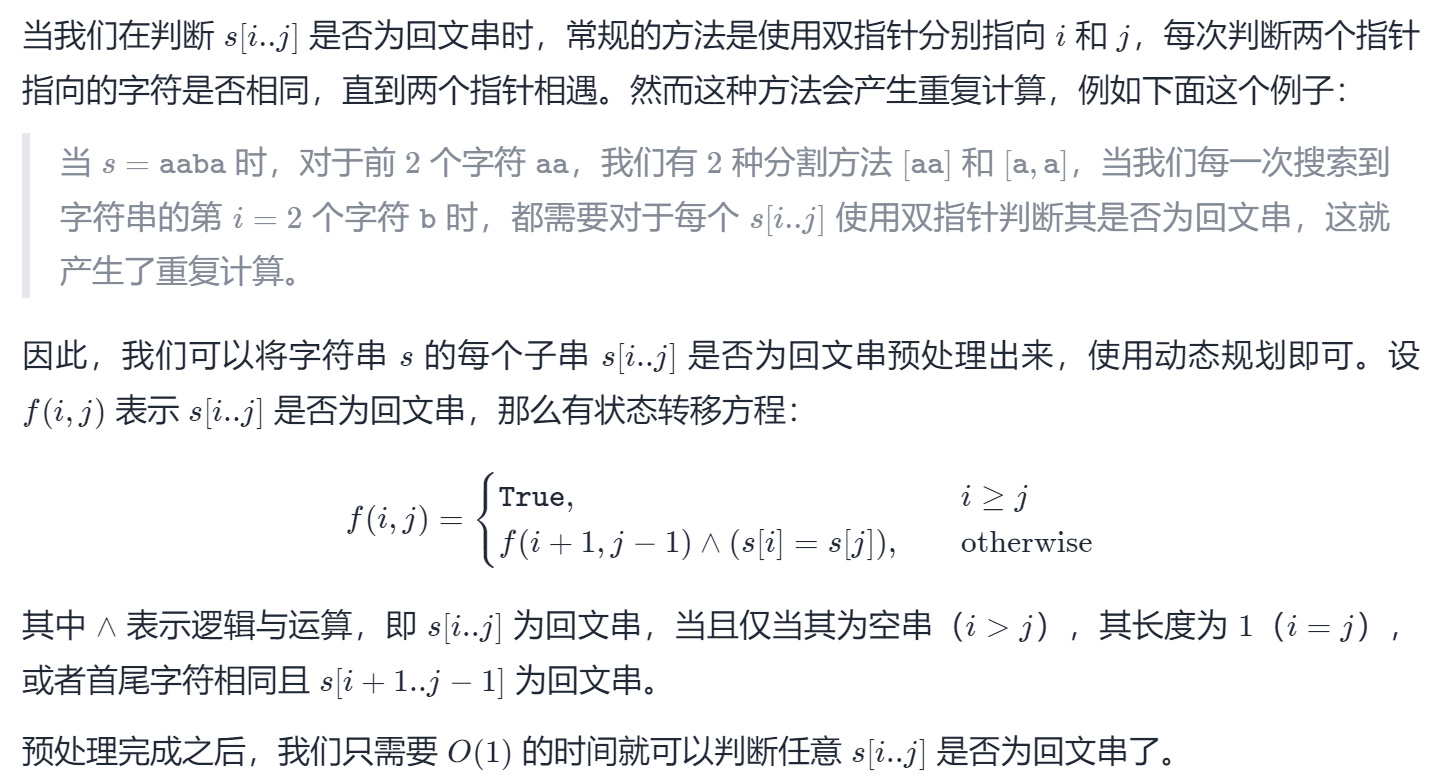 当我们在判断 s[i..j] 是否为回文串时，常规的方法是使用双指针分别指向 i 和 j，每次判断两个指针
指向的字符是否相同，直到两个指针相遇。然而这种方法会产生重复计算，例如下面这个例子：
当 s = aaba 时，对于前 2 个字符 aa，我们有 2 种分割方法 [aa] 和 [a, a]，当我们每一次搜索到
字符串的第 i = 2 个字符 b 时，都需要对于每个 s[i..j] 使用双指针判断其是否为回文串，这就
产生了重复计算。
因此，我们可以将字符串 s 的每个子串 s[i..j] 是否为回文串预处理出来，使用动态规划即可。设
f(i, j) 表示 s[i..j] 是否为回文串，那么有状态转移方程：
f(i, j) = { True, i ≥ j
f(i + 1, j − 1) ∧ (s[i] = s[j]), otherwise
其中 ∧ 表示逻辑与运算，即 s[i..j] 为回文串，当且仅当其为空串（i > j），其长度为 1（i = j），
或者首尾字符相同且 s[i + 1..j − 1] 为回文串。
预处理完成之后，我们只需要 O(1) 的时间就可以判断任意 s[i..j] 是否为回文串了。